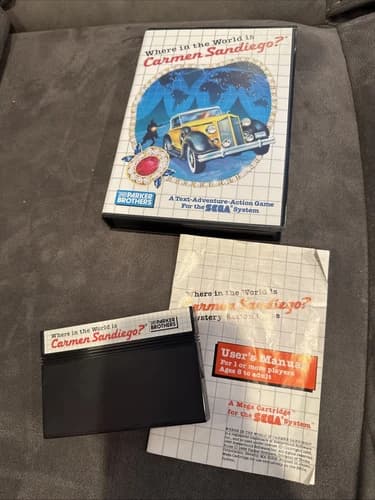 Where in the World is
Carmen Sandiego?
PARKER
BROTHERS
A Text-Adventure-Action Game
For the SEGA System
Where in the World is
Carmen Sandiego?
Mystery
User's Manual
For 1 or more players
Ages 8 to adult
A Mega Cartridge
for the SEGA System
Where in the World is
Carmen Sandiego?
PARKER
BROTHERS